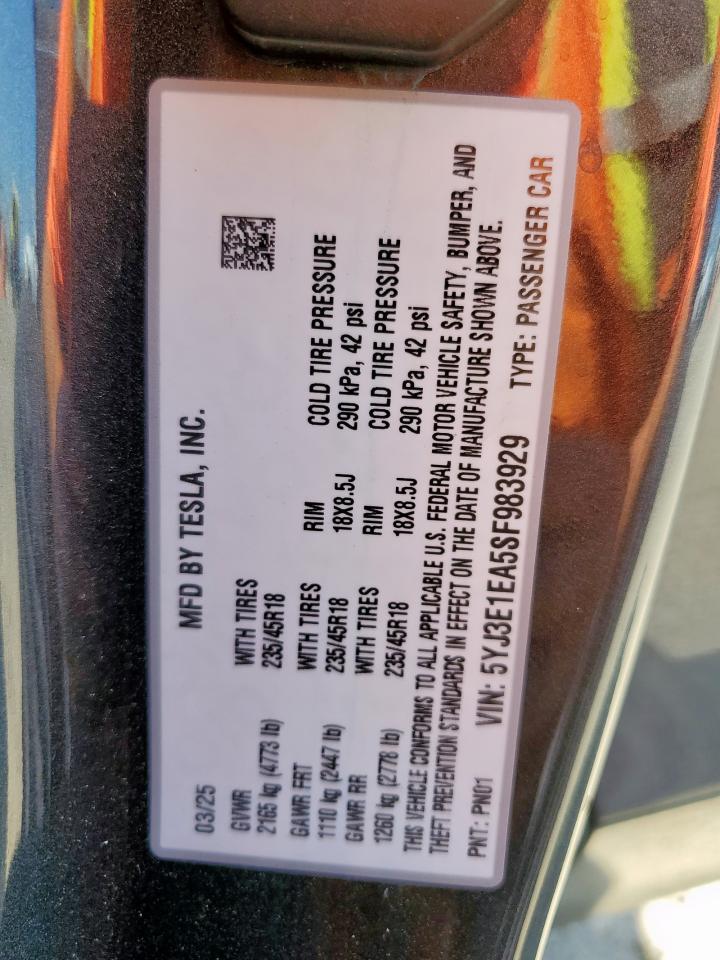 MFD BY TESLA, INC.
03/25
GVWR WITH TIRES
2165 kg (4773 lb) 235/45R18
GAWR FRT WITH TIRES RIM COLD TIRE PRESSURE
1110 kg (2447 lb) 235/45R18 18X8.5J 290 kPa, 42 psi
GAWR RR WITH TIRES RIM COLD TIRE PRESSURE
1260 kg (2778 lb) 235/45R18 18X8.5J 290 kPa, 42 psi
THIS VEHICLE CONFORMS TO ALL APPLICABLE U.S. FEDERAL MOTOR VEHICLE SAFETY, BUMPER, AND
THEFT PREVENTION STANDARDS IN EFFECT ON THE DATE OF MANUFACTURE SHOWN ABOVE.
PNT: PN01 VIN: 5YJ3E1EA5SF983929 TYPE: PASSENGER CAR